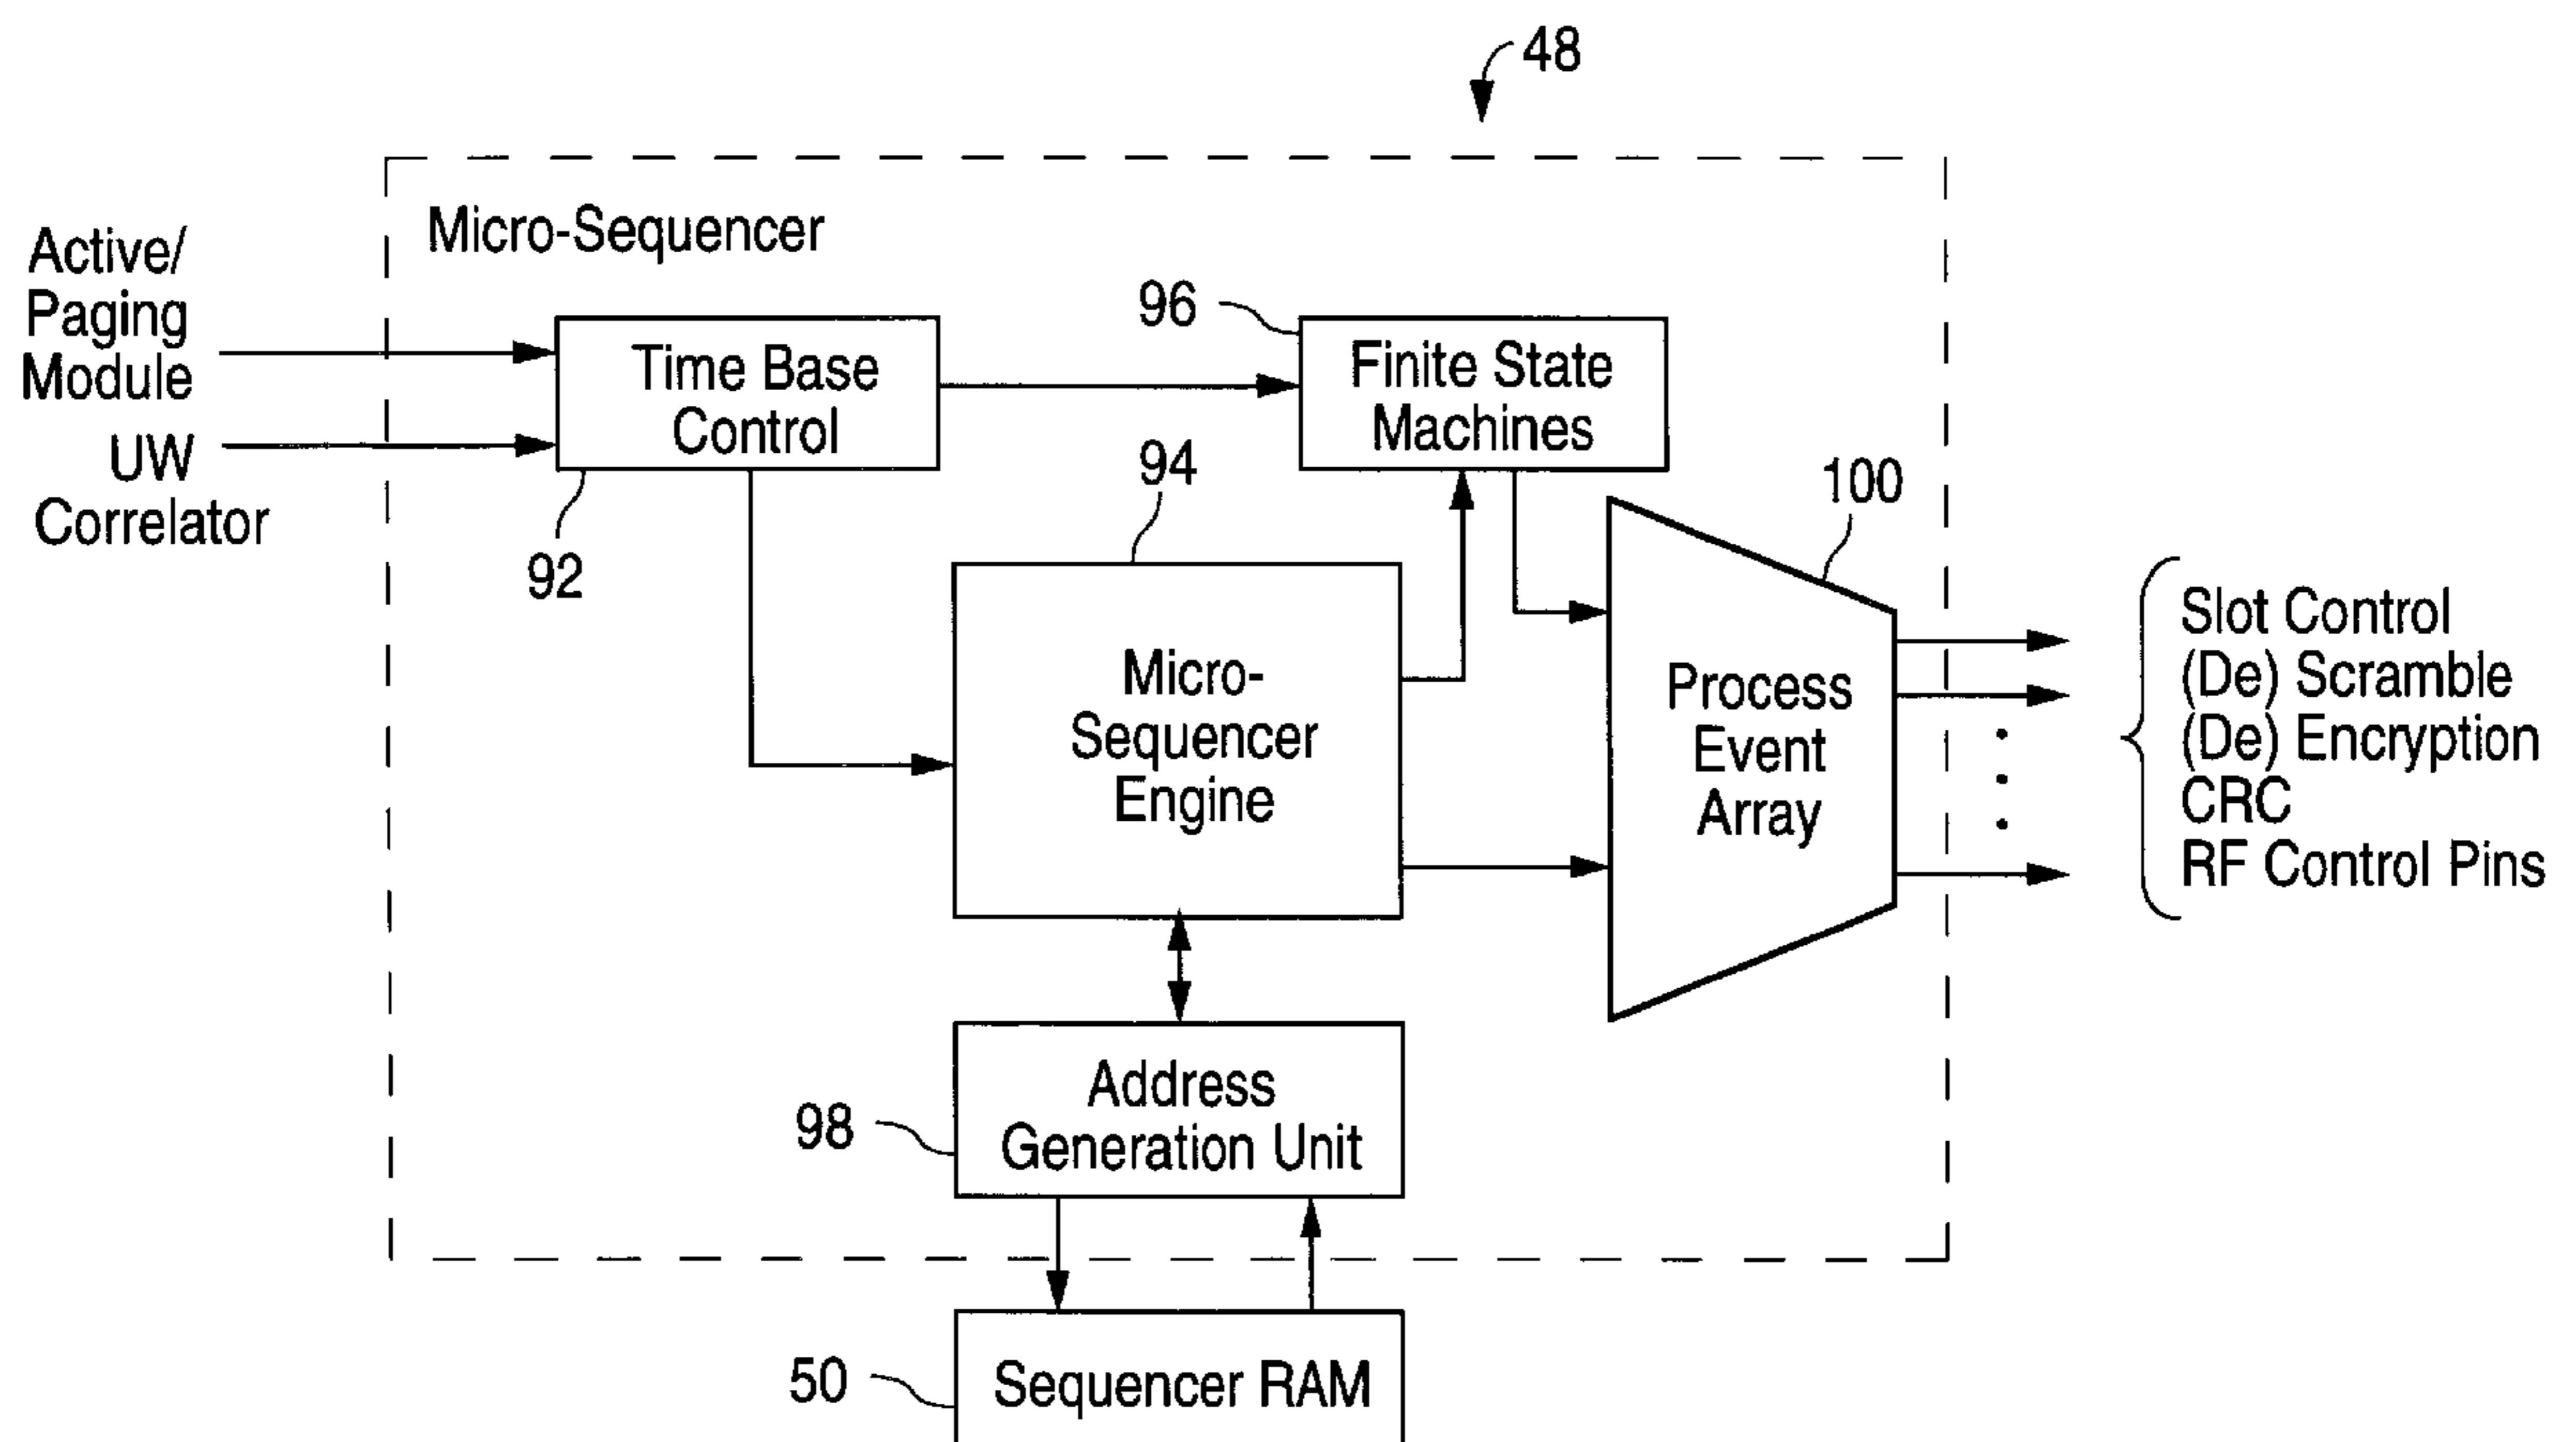 48
Micro-Sequencer
Active/
Paging
Module
UW
Correlator
Time Base
Control
92
96
Finite State
Machines
94
Micro-
Sequencer
Engine
100
Process
Event
Array
Slot Control
(De) Scramble
(De) Encryption
CRC
RF Control Pins
98
Address
Generation Unit
50
Sequencer RAM